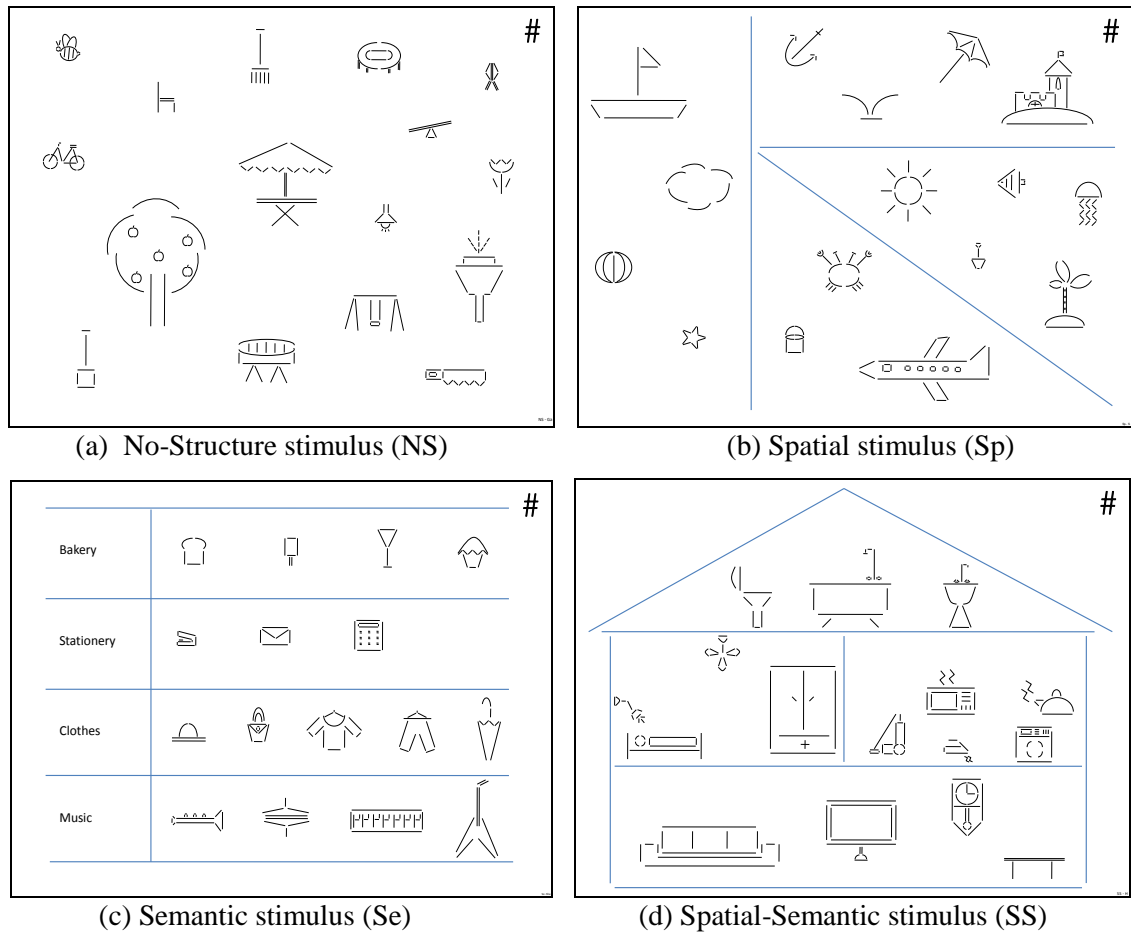 #
#
(a) No-Structure stimulus (NS)
(b) Spatial stimulus (Sp)
#
Bakery
Stationery
Clothes
Music
#
(c) Semantic stimulus (Se)
(d) Spatial-Semantic stimulus (SS)